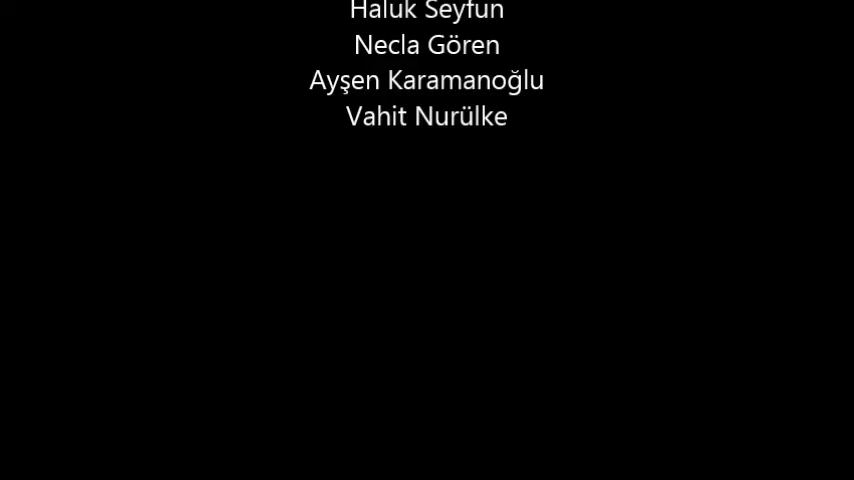 Haluk Seyfun
Necla Gören
Ayşen Karamanoğlu
Vahit Nurülke